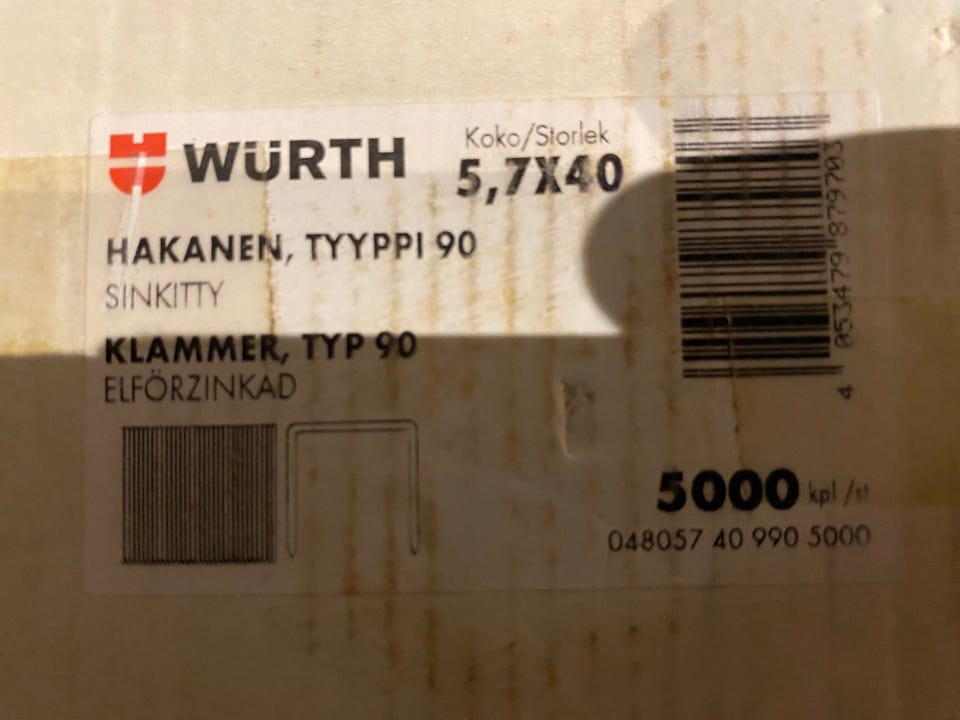 WÜRTH
Koko/Storlek
5,7X40
HAKANEN, TYYPPI 90
SINKITTY
KLAMMER, TYP 90
ELFÖRZINKAD
5000 kpl /st
048057 40 990 5000
4 053479 879703